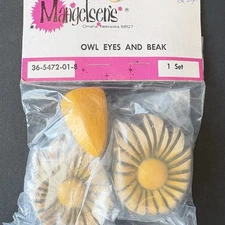 Mangelsen's
Omaha, Nebraska 68127
OWL EYES AND BEAK
36-5472-01-8
1 Set